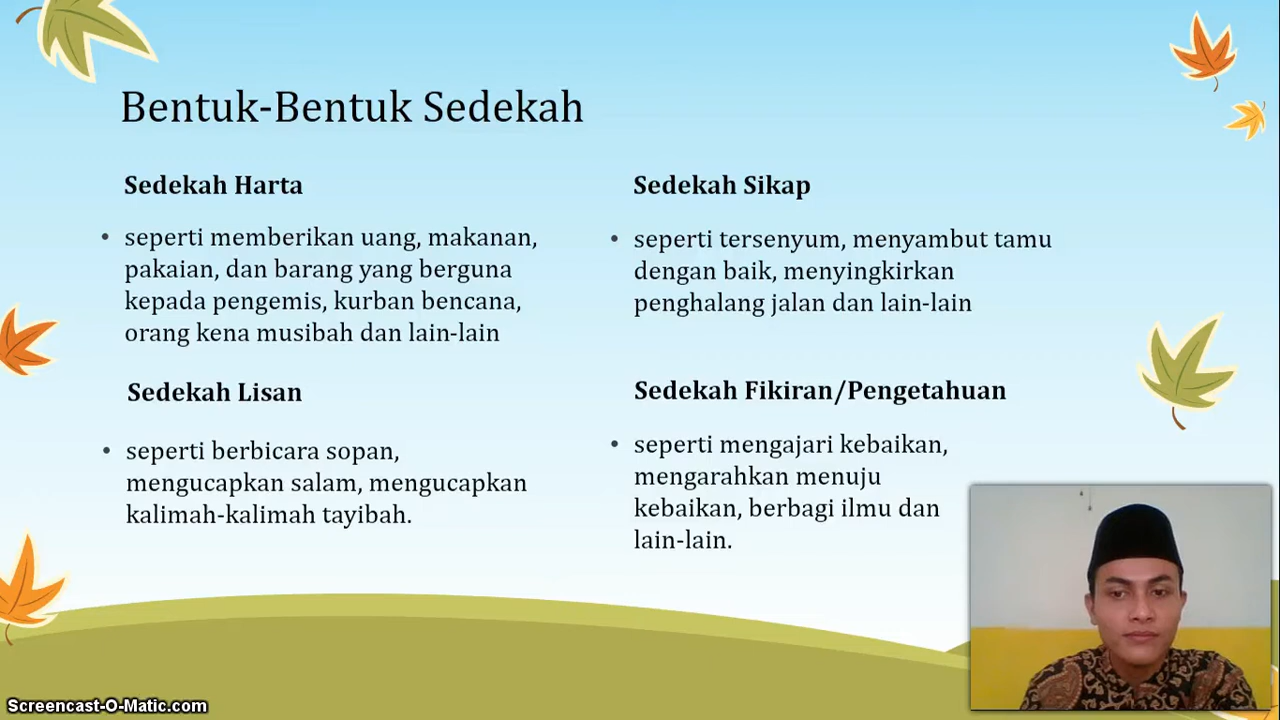 Bentuk-Bentuk Sedekah
Sedekah Harta
• seperti memberikan uang, makanan,
pakaian, dan barang yang berguna
kepada pengemis, kurban bencana,
orang kena musibah dan lain-lain
Sedekah Sikap
• seperti tersenyum, menyambut tamu
dengan baik, menyingkirkan
penghalang jalan dan lain-lain
Sedekah Lisan
• seperti berbicara sopan,
mengucapkan salam, mengucapkan
kalimah-kalimah tayibah.
Sedekah Fikiran/Pengetahuan
• seperti mengajari kebaikan,
mengarahkan menuju
kebaikan, berbagi ilmu dan
lain-lain.
Screencast-O-Matic.com